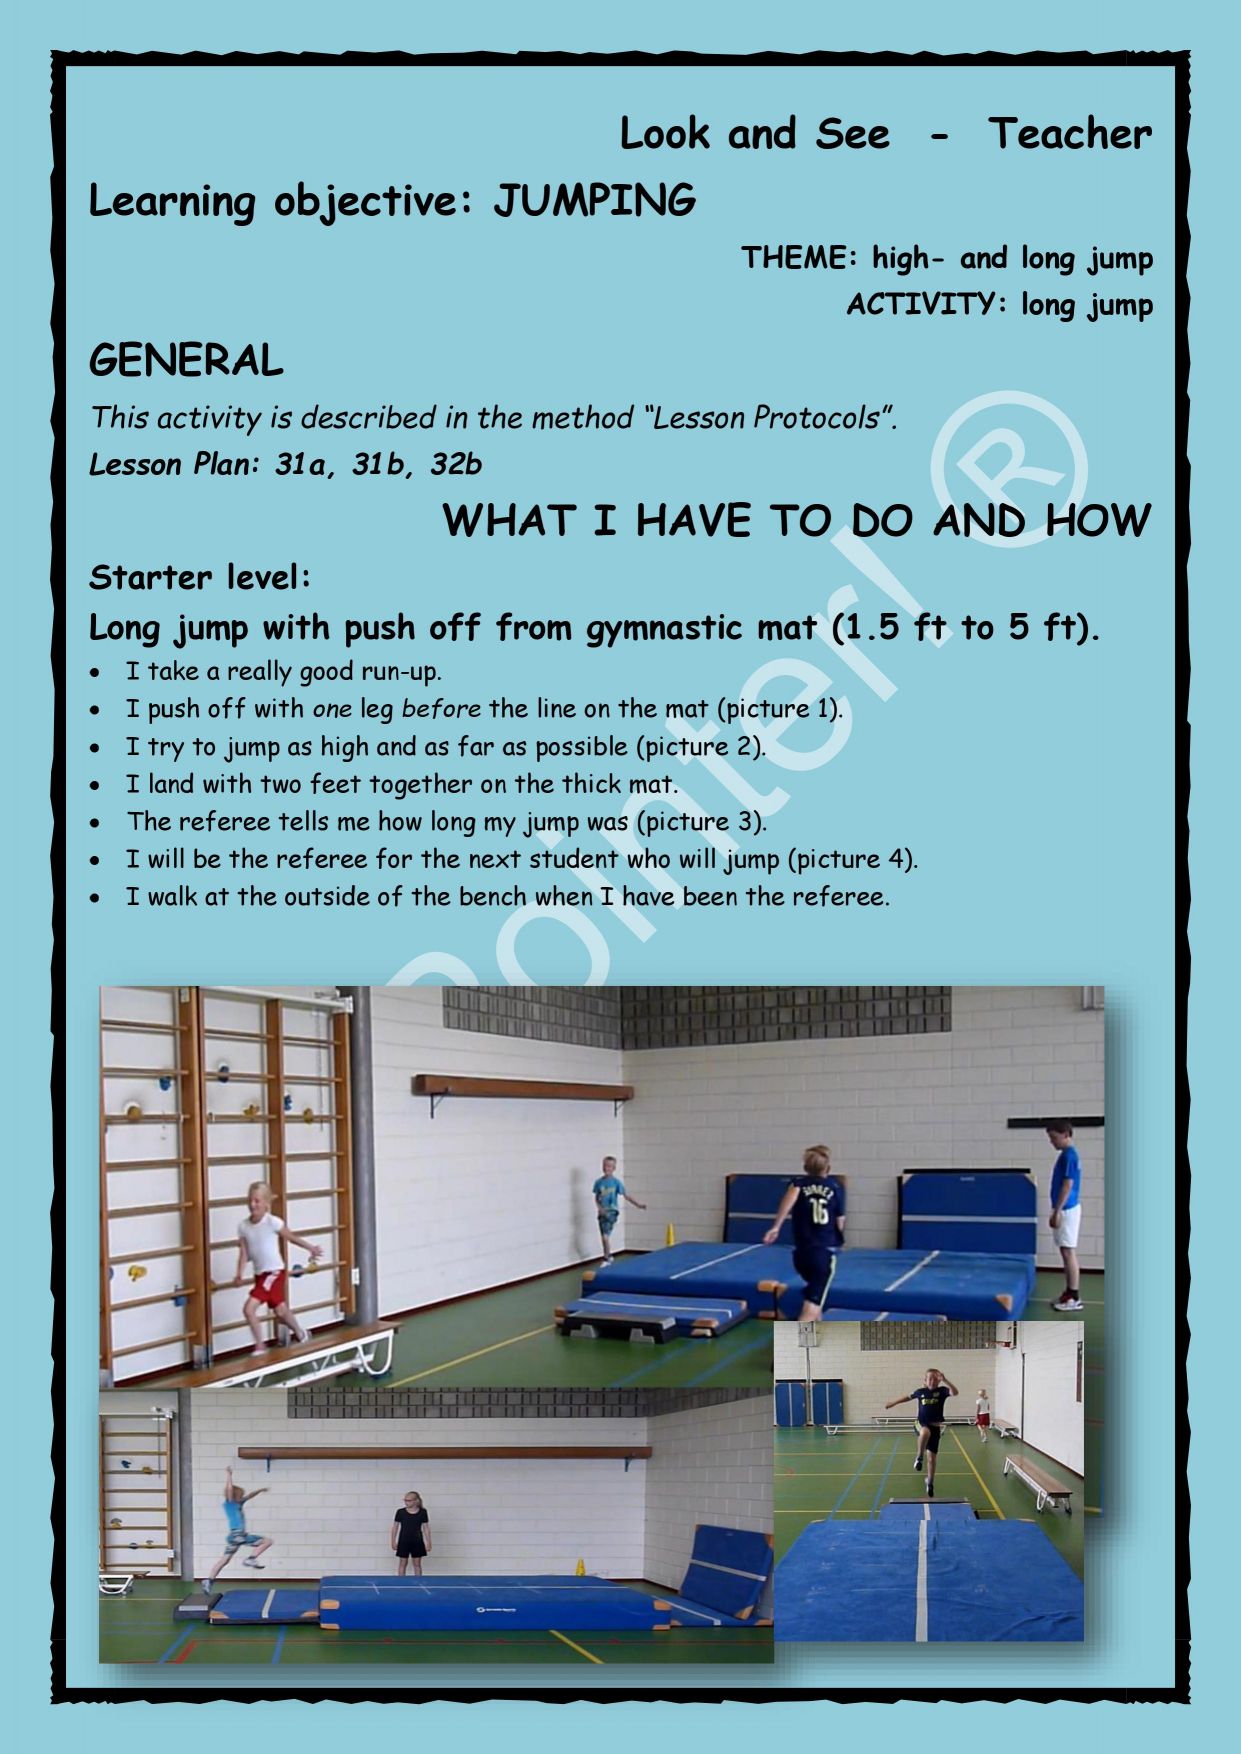 Look and See - Teacher
Learning objective: JUMPING
THEME: high- and long jump
ACTIVITY: long jump
GENERAL
This activity is described in the method “Lesson Protocols”.
Lesson Plan: 31a, 31b, 32b
WHAT I HAVE TO DO AND HOW
Starter level:
Long jump with push off from gymnastic mat (1.5 ft to 5 ft).
• I take a really good run-up.
• I push off with one leg before the line on the mat (picture 1).
• I try to jump as high and as far as possible (picture 2).
• I land with two feet together on the thick mat.
• The referee tells me how long my jump was (picture 3).
• I will be the referee for the next student who will jump (picture 4).
• I walk at the outside of the bench when I have been the referee.
Pointer! ®
16